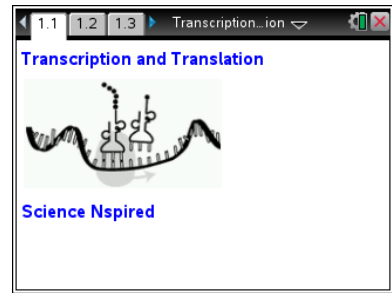 1.1 1.2 1.3 Transcription…ion
Transcription and Translation
Science Nspired